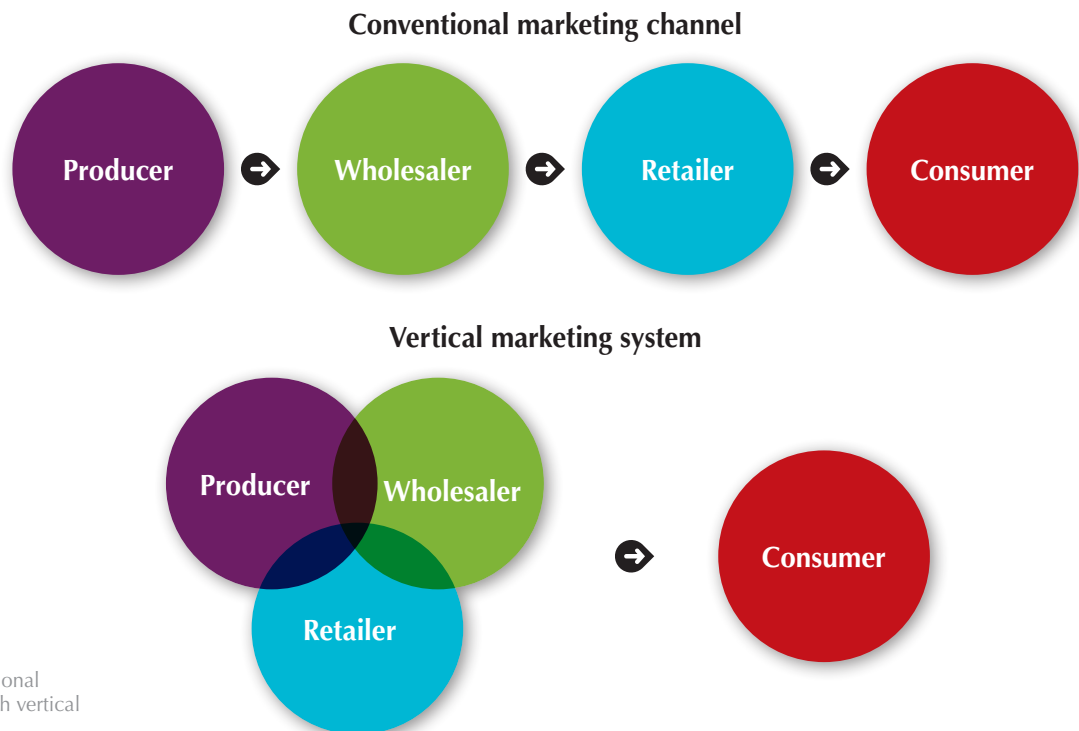 Conventional marketing channel
Producer
Wholesaler
Retailer
Consumer
Vertical marketing system
Producer
Wholesaler
Retailer
Consumer
onal
h vertical